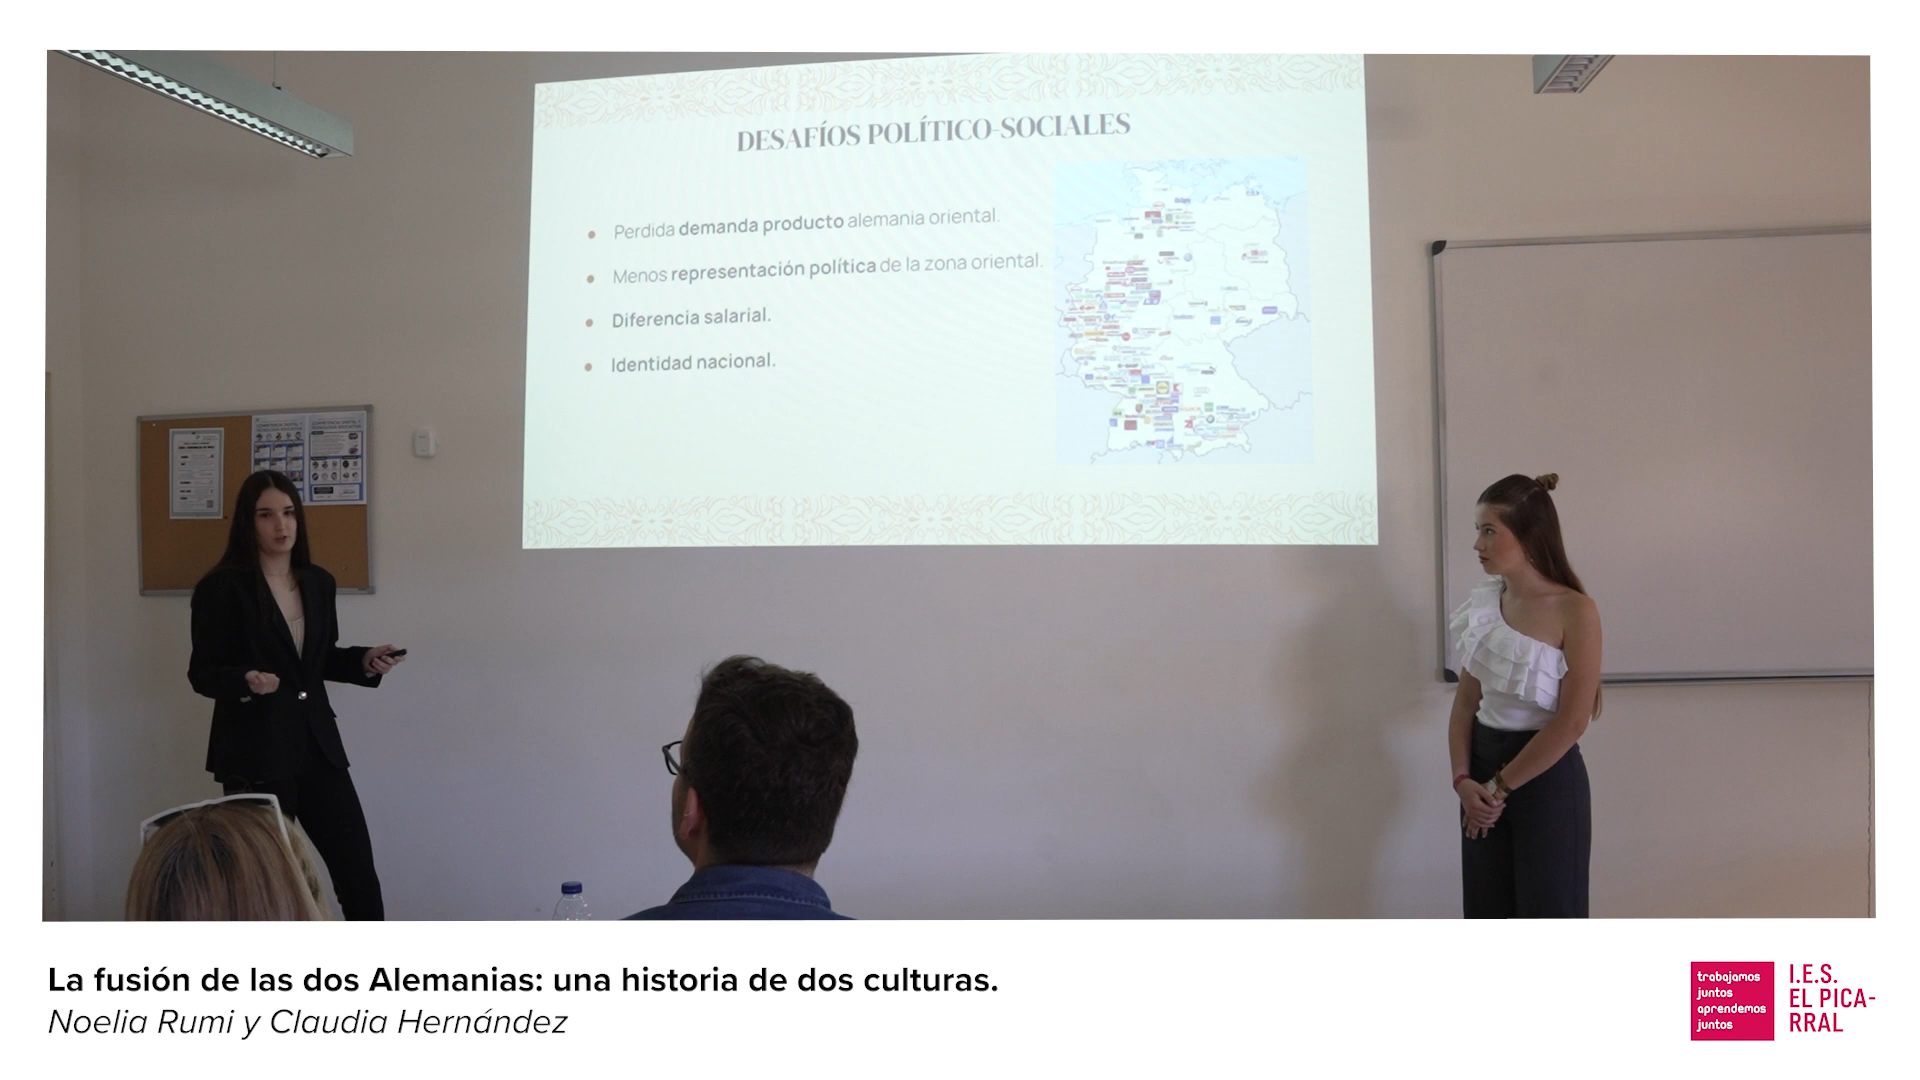 DESAFÍOS POLÍTICO-SOCIALES
Perdida demanda producto alemania oriental.
Menos representación política de la zona oriental.
Diferencia salarial.
Identidad nacional.
La fusión de las dos Alemanias: una historia de dos culturas.
Noelia Rumi y Claudia Hernández
trabajamos
juntos
aprendemos
juntos
I.E.S.
EL PICA-
RRAL